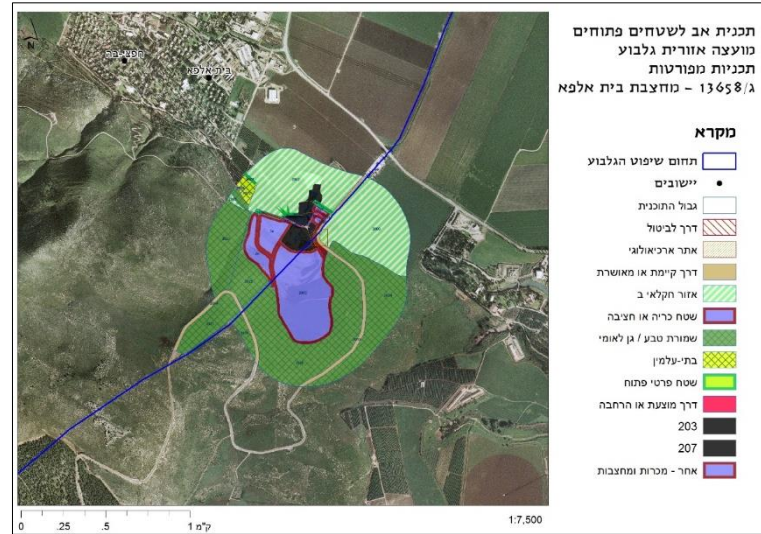 תכנית אב לשטחים פתוחים
מועצה אזורית גלבוע
תכניות מפורטות
ג/13658 - מחצבת בית אלפא
מקרא
תחום שיפוט הגלבוע
יישובים
גבול התוכנית
דרך לביטול
אתר ארכיאולוגי
דרך קיימת או מאושרת
אזור חקלאי ב
שטח כריה או חציבה
שמורת טבע / גן לאומי
בתי-עלמין
שטח פרטי פתוח
דרך מוצעת או הרחבה
203
207
אחר - מכרות ומחצבות
חפצי-בה
בית אלפא
N
0 .25 .5 1 ק"מ
1:7,500